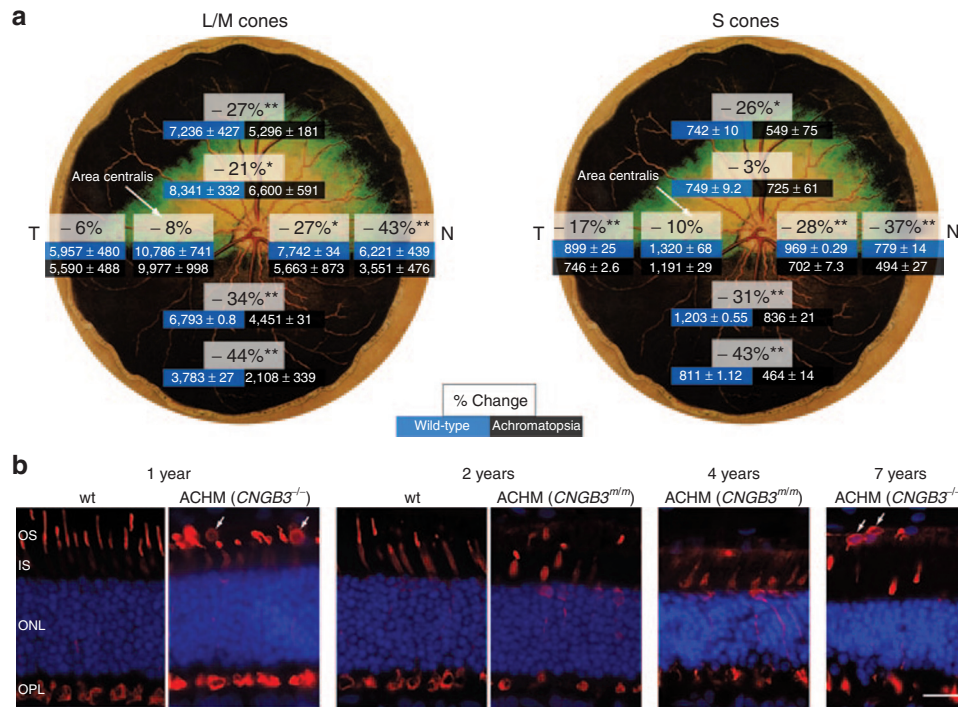 a
L/M cones
S cones
– 27%**
7,236 ± 427 5,296 ± 181
– 21%*
8,341 ± 332 6,600 ± 591
Area centralis
T
– 6%
– 8%
– 27%*
– 43%**
N
5,957 ± 480 10,786 ± 741 7,742 ± 34 6,221 ± 439
5,590 ± 488 9,977 ± 998 5,663 ± 873 3,551 ± 476
– 34%**
6,793 ± 0.8 4,451 ± 31
– 44%**
3,783 ± 27 2,108 ± 339
– 26%*
742 ± 10 549 ± 75
– 3%
749 ± 9.2 725 ± 61
Area centralis
T
– 17%**
– 10%
– 28%**
– 37%**
N
899 ± 25 1,320 ± 68 969 ± 0.29 779 ± 14
746 ± 2.6 1,191 ± 29 702 ± 7.3 494 ± 27
– 31%**
1,203 ± 0.55 836 ± 21
– 43%**
811 ± 1.12 464 ± 14
% Change
Wild-type Achromatopsia
b
1 year
2 years
4 years
7 years
wt
ACHM (CNGB3–/–)
wt
ACHM (CNGB3m/m)
ACHM (CNGB3m/m)
ACHM (CNGB3–/–)
OS
IS
ONL
OPL